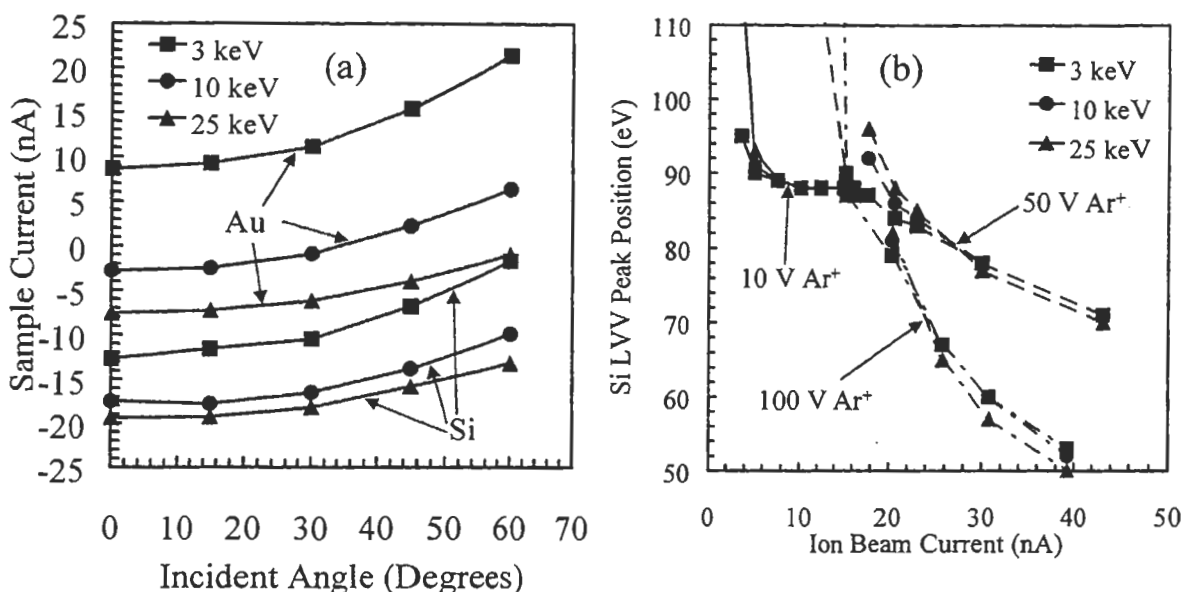 (a)
3 keV
10 keV
25 keV
Au
Si
Sample Current (nA)
25
20
15
10
5
0
-5
-10
-15
-20
-25
0 10 20 30 40 50 60 70
Incident Angle (Degrees)
(b)
3 keV
10 keV
25 keV
50 V Ar⁺
10 V Ar⁺
100 V Ar⁺
Si LVV Peak Position (eV)
110
100
90
80
70
60
50
0 10 20 30 40 50
Ion Beam Current (nA)